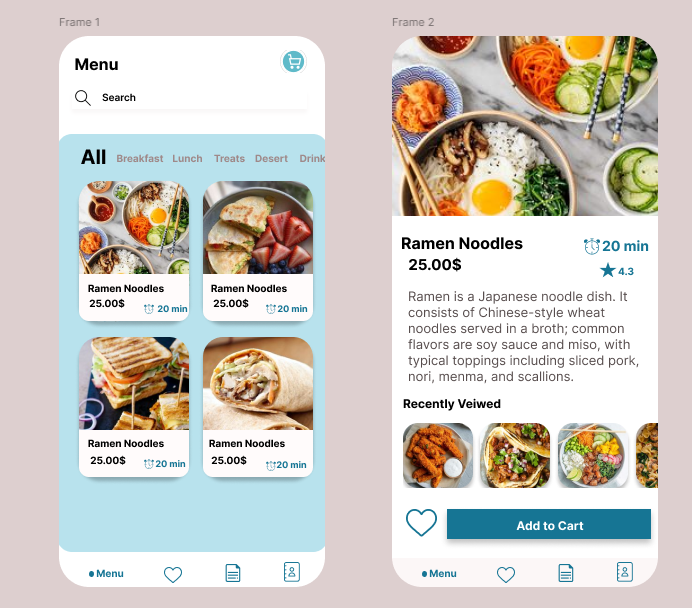 Frame 1
Menu
Search
All Breakfast Lunch Treats Desert Drink
Ramen Noodles
25.00$
20 min
Ramen Noodles
25.00$
20 min
Ramen Noodles
25.00$
20 min
Ramen Noodles
25.00$
20 min
Menu
Frame 2
Ramen Noodles
20 min
25.00$
4.3
Ramen is a Japanese noodle dish. It
consists of Chinese-style wheat
noodles served in a broth; common
flavors are soy sauce and miso, with
typical toppings including sliced pork,
nori, menma, and scallions.
Recently Veiwed
Add to Cart
Menu